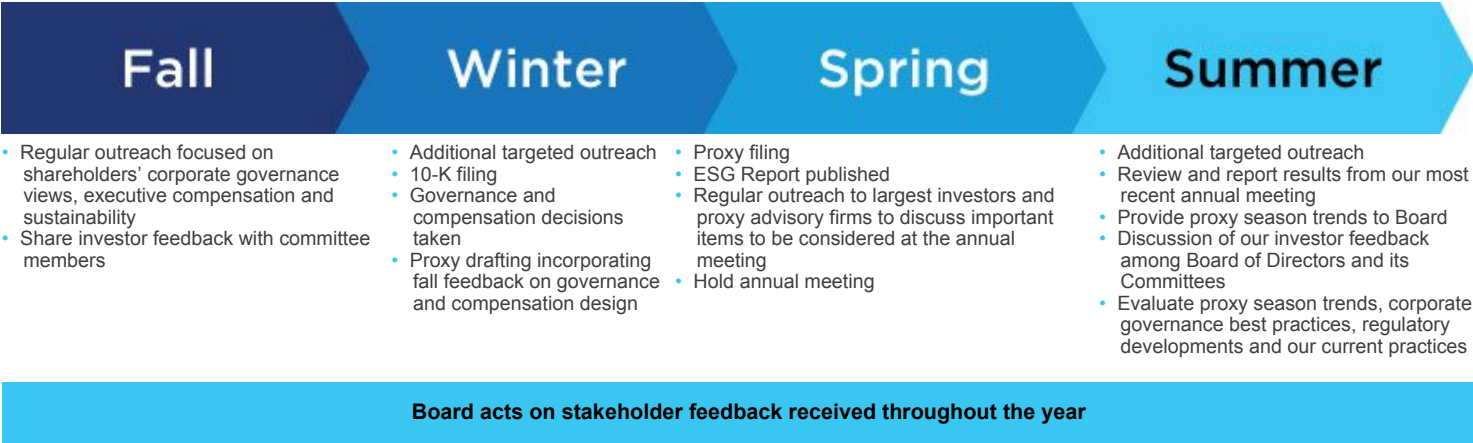 Fall
Winter
Spring
Summer
• Regular outreach focused on
shareholders' corporate governance
views, executive compensation and
sustainability
• Share investor feedback with committee
members
• Additional targeted outreach
• 10-K filing
• Governance and
compensation decisions
taken
• Proxy drafting incorporating
fall feedback on governance
and compensation design
• Proxy filing
• ESG Report published
• Regular outreach to largest investors and
proxy advisory firms to discuss important
items to be considered at the annual
meeting
• Hold annual meeting
• Additional targeted outreach
• Review and report results from our most
recent annual meeting
• Provide proxy season trends to Board
• Discussion of our investor feedback
among Board of Directors and its
Committees
• Evaluate proxy season trends, corporate
governance best practices, regulatory
developments and our current practices
Board acts on stakeholder feedback received throughout the year